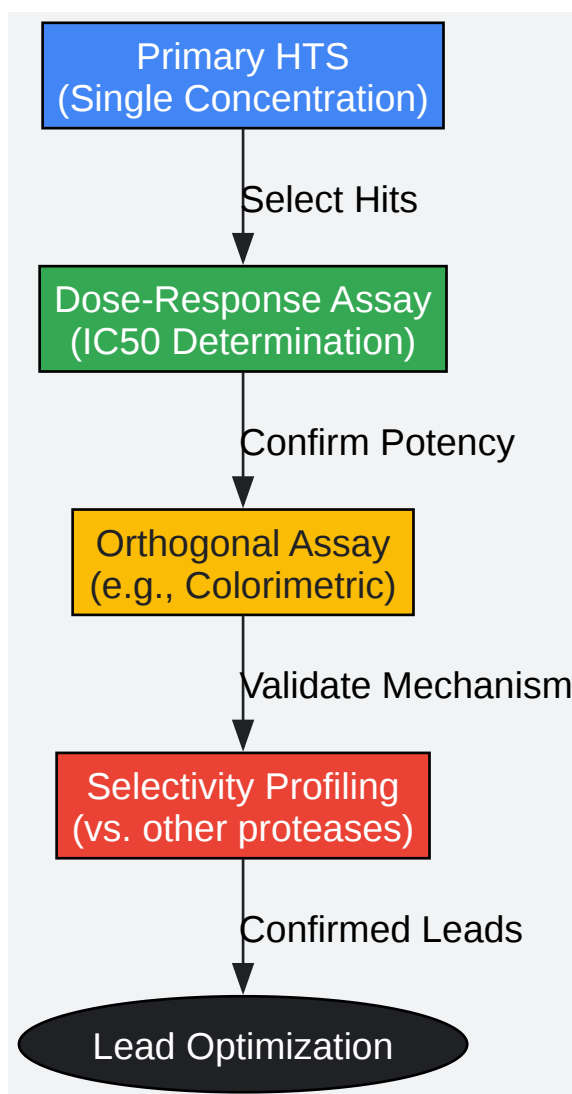 Primary HTS
(Single Concentration)
Select Hits
Dose-Response Assay
(IC50 Determination)
Confirm Potency
Orthogonal Assay
(e.g., Colorimetric)
Validate Mechanism
Selectivity Profiling
(vs. other proteases)
Confirmed Leads
Lead Optimization